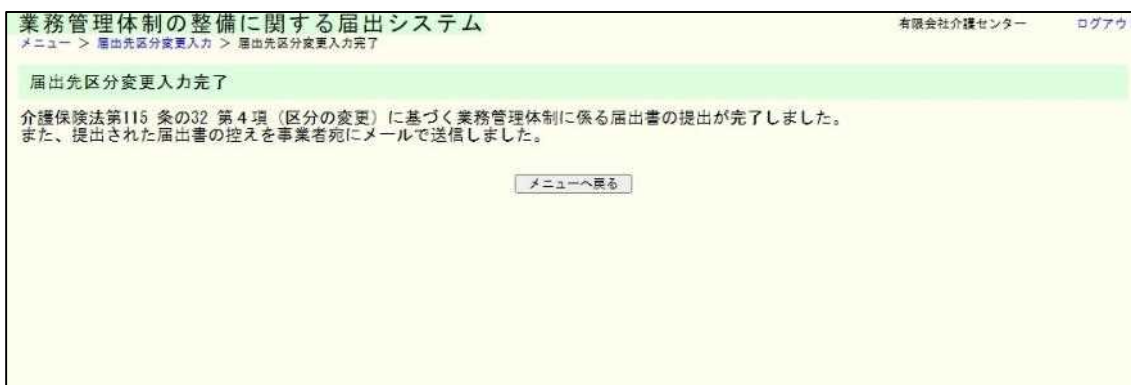 業務管理体制の整備に関する届出システム
有限会社介護センター ログアウ
メニュー > 届出先区分変更入力 > 届出先区分変更入力完了
届出先区分変更入力完了
介護保険法第115 条の32 第4項（区分の変更）に基づく業務管理体制に係る届出書の提出が完了しました。
また、提出された届出書の控えを事業者宛にメールで送信しました。
メニューへ戻る